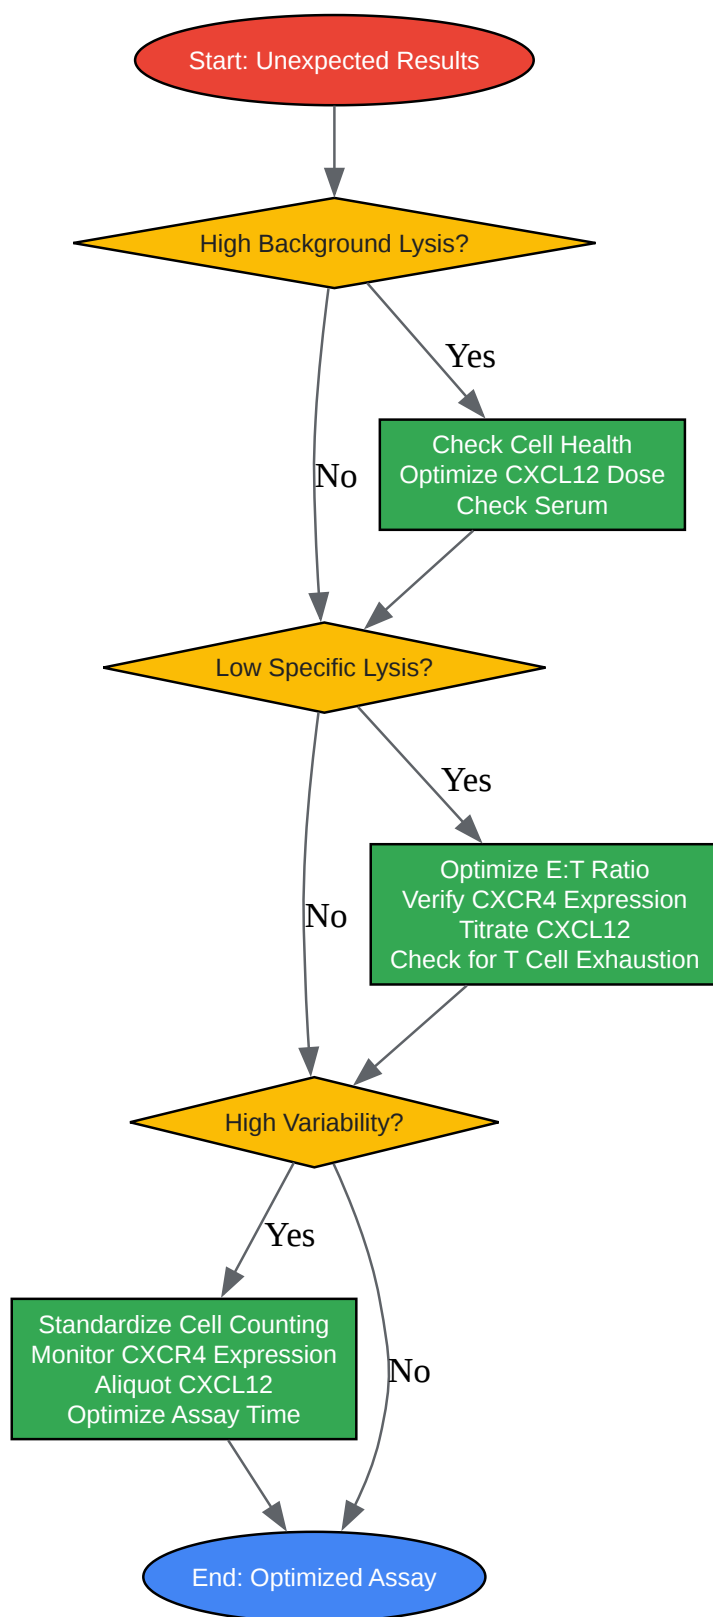 Start: Unexpected Results
High Background Lysis?
Yes
Check Cell Health
Optimize CXCL12 Dose
Check Serum
No
Low Specific Lysis?
Yes
Optimize E:T Ratio
Verify CXCR4 Expression
Titrate CXCL12
Check for T Cell Exhaustion
No
High Variability?
Yes
Standardize Cell Counting
Monitor CXCR4 Expression
Aliquot CXCL12
Optimize Assay Time
No
End: Optimized Assay